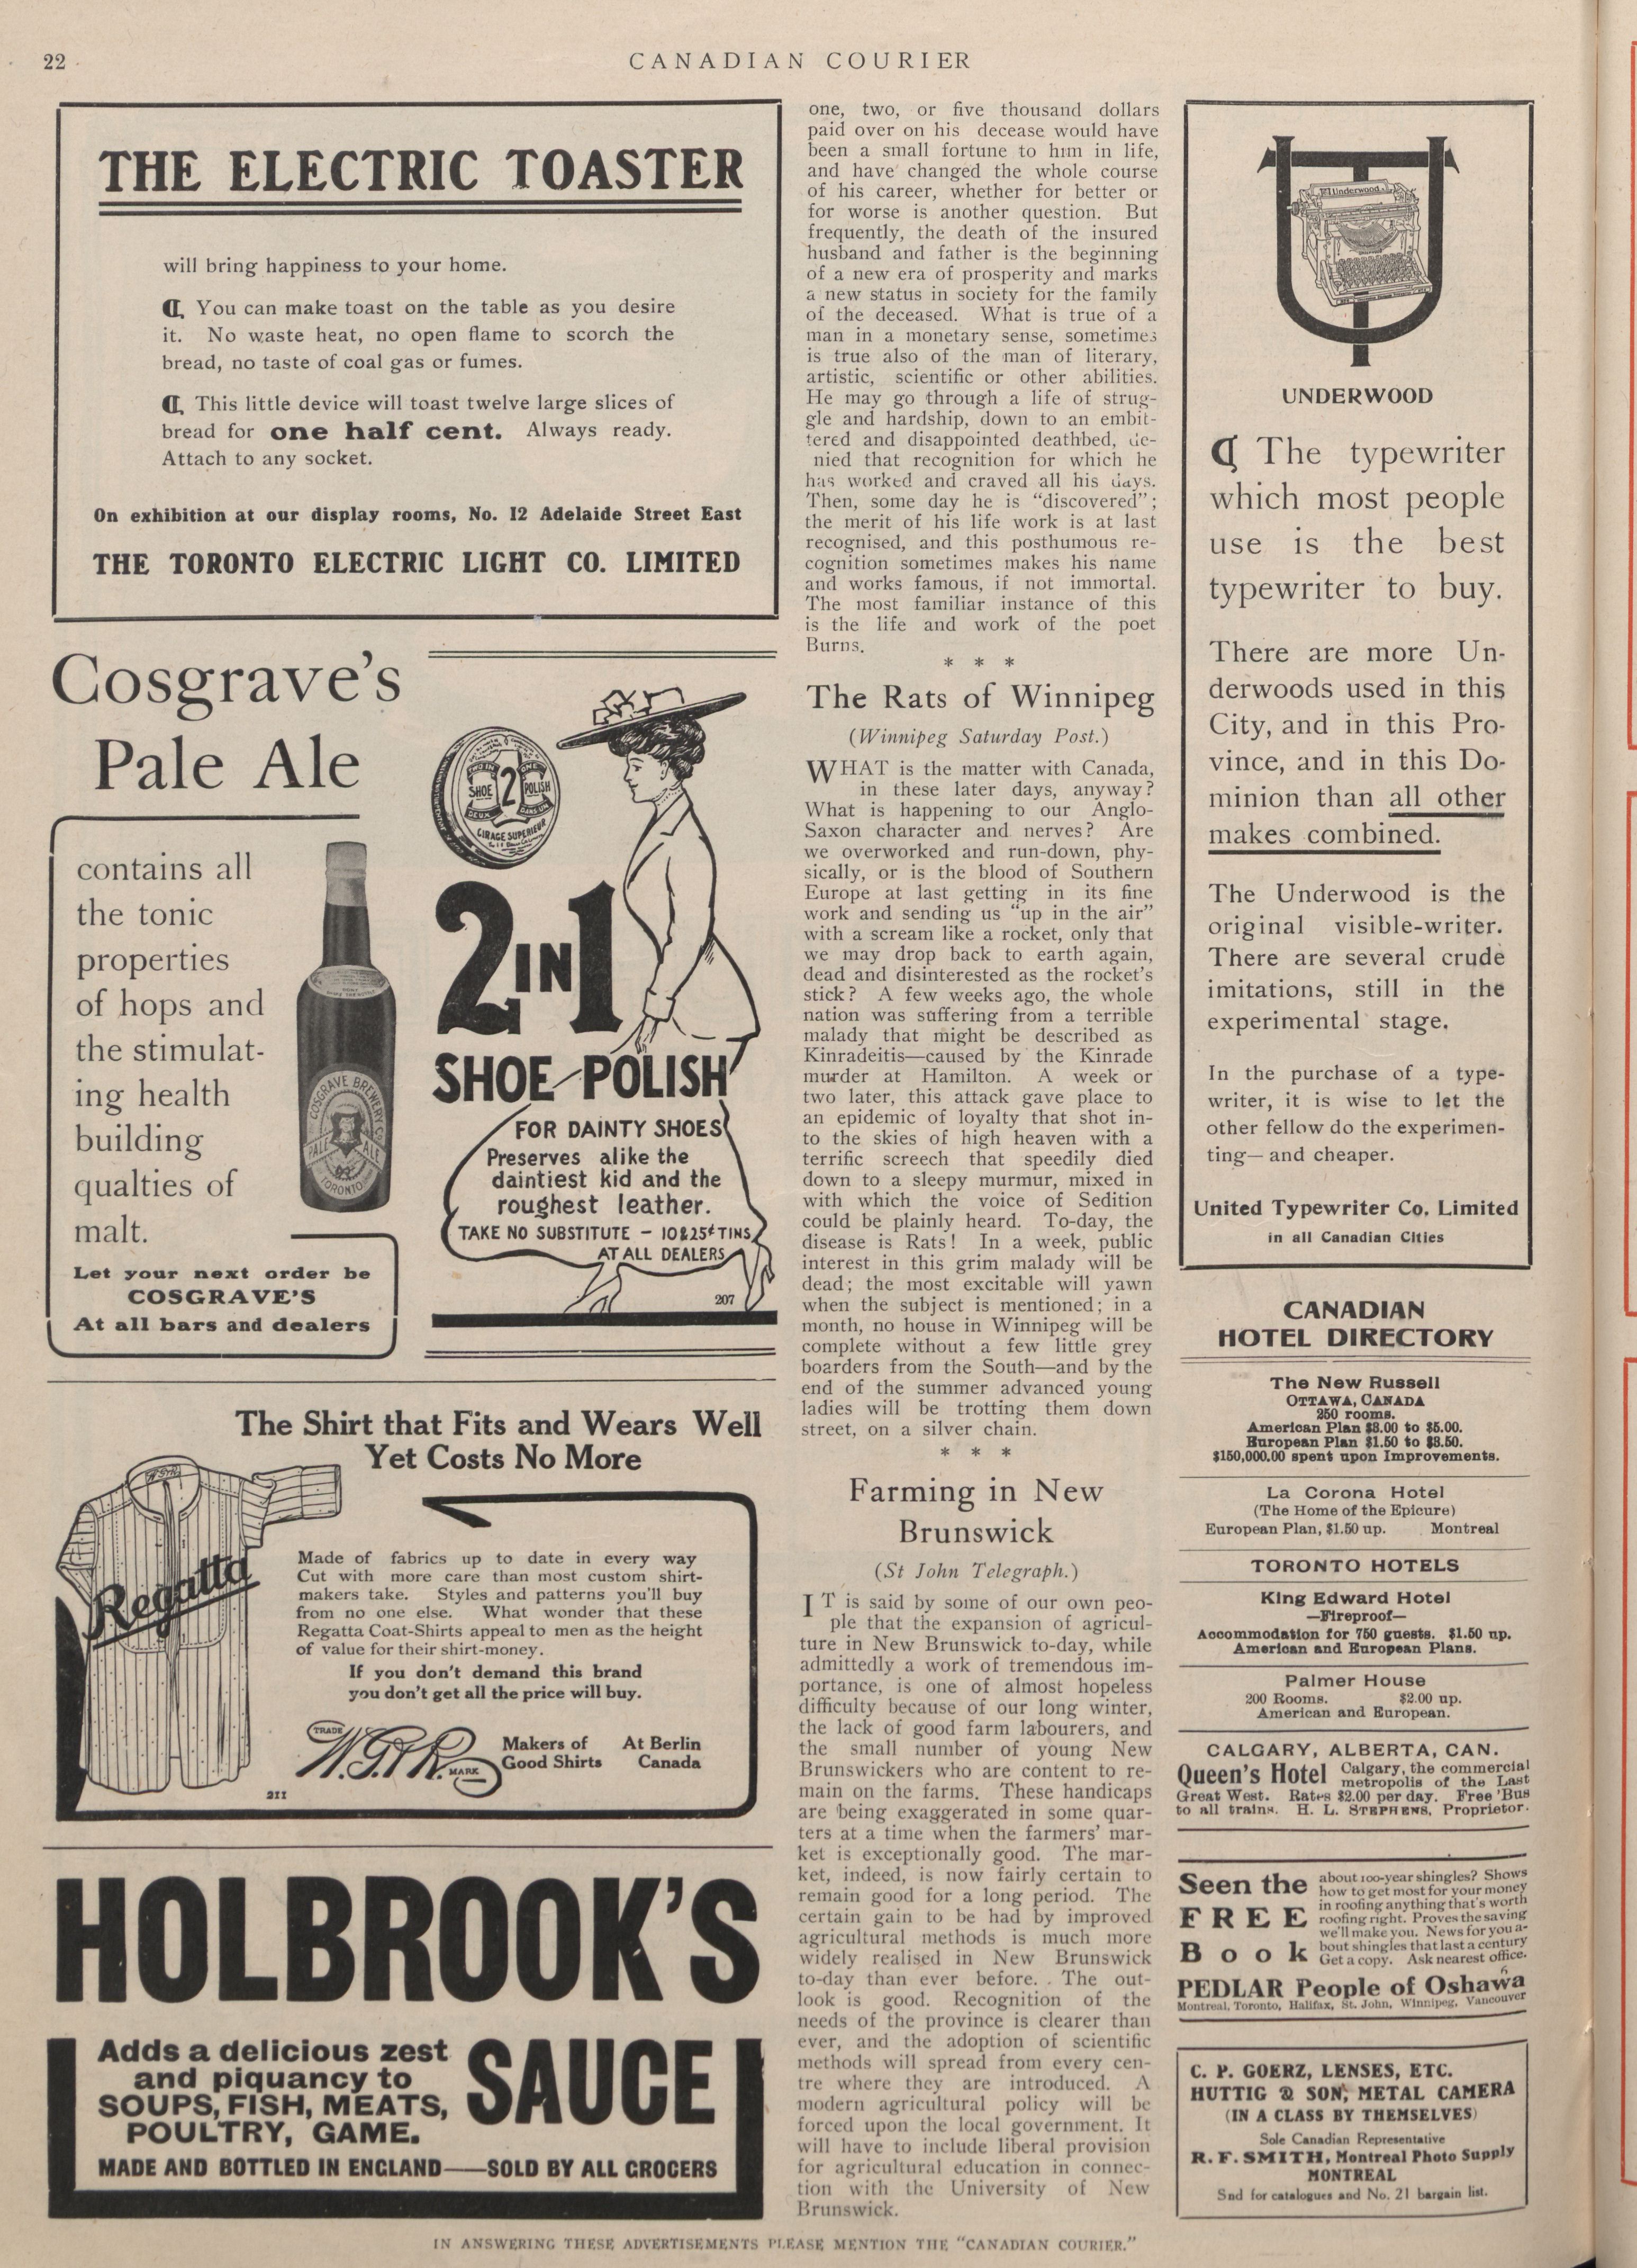 22
CANADIAN COURIER
THE ELECTRIC TOASTER
will bring happiness to your home.
¶ You can make toast on the table as you desire
it. No waste heat, no open flame to scorch the
bread, no taste of coal gas or fumes.
¶ This little device will toast twelve large slices of
bread for one half cent. Always ready.
Attach to any socket.
On exhibition at our display rooms, No. 12 Adelaide Street East
THE TORONTO ELECTRIC LIGHT CO. LIMITED
Cosgrave's
Pale Ale
contains all
the tonic
properties
of hops and
the stimulat-
ing health
building
qualties of
malt.
COSGRAVE BREWERY CO.
PALE ALE
TORONTO
Let your next order be
COSGRAVE'S
At all bars and dealers
TWO IN ONE
SHOE 2 POLISH
DEUX
CIRAGE SUPERIEUR
2 IN 1
SHOE POLISH
FOR DAINTY SHOES
Preserves alike the
daintiest kid and the
roughest leather.
TAKE NO SUBSTITUTE - 10 & 25¢ TINS
AT ALL DEALERS
207
The Shirt that Fits and Wears Well
Yet Costs No More
Regatta
Made of fabrics up to date in every way
Cut with more care than most custom shirt-
makers take. Styles and patterns you'll buy
from no one else. What wonder that these
Regatta Coat-Shirts appeal to men as the height
of value for their shirt-money.
If you don't demand this brand
you don't get all the price will buy.
TRADE W.G.&R. MARK
Makers of At Berlin
Good Shirts Canada
211
HOLBROOK'S
Adds a delicious zest
and piquancy to
SOUPS, FISH, MEATS,
POULTRY, GAME.
SAUCE
MADE AND BOTTLED IN ENGLAND——SOLD BY ALL GROCERS
one, two, or five thousand dollars
paid over on his decease would have
been a small fortune to him in life,
and have changed the whole course
of his career, whether for better or
for worse is another question. But
frequently, the death of the insured
husband and father is the beginning
of a new era of prosperity and marks
a new status in society for the family
of the deceased. What is true of a
man in a monetary sense, sometimes
is true also of the man of literary,
artistic, scientific or other abilities.
He may go through a life of strug-
gle and hardship, down to an embit-
tered and disappointed deathbed, de-
nied that recognition for which he
has worked and craved all his days.
Then, some day he is "discovered";
the merit of his life work is at last
recognised, and this posthumous re-
cognition sometimes makes his name
and works famous, if not immortal.
The most familiar instance of this
is the life and work of the poet
Burns.
* * *
The Rats of Winnipeg
(Winnipeg Saturday Post.)
WHAT is the matter with Canada,
in these later days, anyway?
What is happening to our Anglo-
Saxon character and nerves? Are
we overworked and run-down, phy-
sically, or is the blood of Southern
Europe at last getting in its fine
work and sending us "up in the air"
with a scream like a rocket, only that
we may drop back to earth again,
dead and disinterested as the rocket's
stick? A few weeks ago, the whole
nation was suffering from a terrible
malady that might be described as
Kinradeitis—caused by the Kinrade
murder at Hamilton. A week or
two later, this attack gave place to
an epidemic of loyalty that shot in-
to the skies of high heaven with a
terrific screech that speedily died
down to a sleepy murmur, mixed in
with which the voice of Sedition
could be plainly heard. To-day, the
disease is Rats! In a week, public
interest in this grim malady will be
dead; the most excitable will yawn
when the subject is mentioned; in a
month, no house in Winnipeg will be
complete without a few little grey
boarders from the South—and by the
end of the summer advanced young
ladies will be trotting them down
street, on a silver chain.
* * *
Farming in New
Brunswick
(St John Telegraph.)
IT is said by some of our own peo-
ple that the expansion of agricul-
ture in New Brunswick to-day, while
admittedly a work of tremendous im-
portance, is one of almost hopeless
difficulty because of our long winter,
the lack of good farm labourers, and
the small number of young New
Brunswickers who are content to re-
main on the farms. These handicaps
are being exaggerated in some quar-
ters at a time when the farmers' mar-
ket is exceptionally good. The mar-
ket, indeed, is now fairly certain to
remain good for a long period. The
certain gain to be had by improved
agricultural methods is much more
widely realised in New Brunswick
to-day than ever before. The out-
look is good. Recognition of the
needs of the province is clearer than
ever, and the adoption of scientific
methods will spread from every cen-
tre where they are introduced. A
modern agricultural policy will be
forced upon the local government. It
will have to include liberal provision
for agricultural education in connec-
tion with the University of New
Brunswick.
Underwood
UNDERWOOD
¶ The typewriter
which most people
use is the best
typewriter to buy.
There are more Un-
derwoods used in this
City, and in this Pro-
vince, and in this Do-
minion than all other
makes combined.
The Underwood is the
original visible-writer.
There are several crude
imitations, still in the
experimental stage.
In the purchase of a type-
writer, it is wise to let the
other fellow do the experimen-
ting—and cheaper.
United Typewriter Co. Limited
in all Canadian Cities
CANADIAN
HOTEL DIRECTORY
The New Russell
OTTAWA, CANADA
250 rooms.
American Plan $3.00 to $5.00.
European Plan $1.50 to $3.50.
$150,000.00 spent upon Improvements.
La Corona Hotel
(The Home of the Epicure)
European Plan, $1.50 up. Montreal
TORONTO HOTELS
King Edward Hotel
—Fireproof—
Accommodation for 750 guests. $1.50 up.
American and European Plans.
Palmer House
200 Rooms. $2.00 up.
American and European.
CALGARY, ALBERTA, CAN.
Queen's Hotel Calgary, the commercial
metropolis of the Last
Great West. Rates $2.00 per day. Free 'Bus
to all trains. H. L. STEPHENS, Proprietor.
Seen the
FREE
Book
about 100-year shingles? Shows
how to get most for your money
in roofing anything that's worth
roofing right. Proves the saving
we'll make you. News for you a-
bout shingles that last a century
Get a copy. Ask nearest office.
PEDLAR People of Oshawa
Montreal, Toronto, Halifax, St. John, Winnipeg, Vancouver
C. P. GOERZ, LENSES, ETC.
HUTTIG & SON, METAL CAMERA
(IN A CLASS BY THEMSELVES)
Sole Canadian Representative
R. F. SMITH, Montreal Photo Supply
MONTREAL
Snd for catalogues and No. 21 bargain list.
IN ANSWERING THESE ADVERTISEMENTS PLEASE MENTION THE "CANADIAN COURIER."